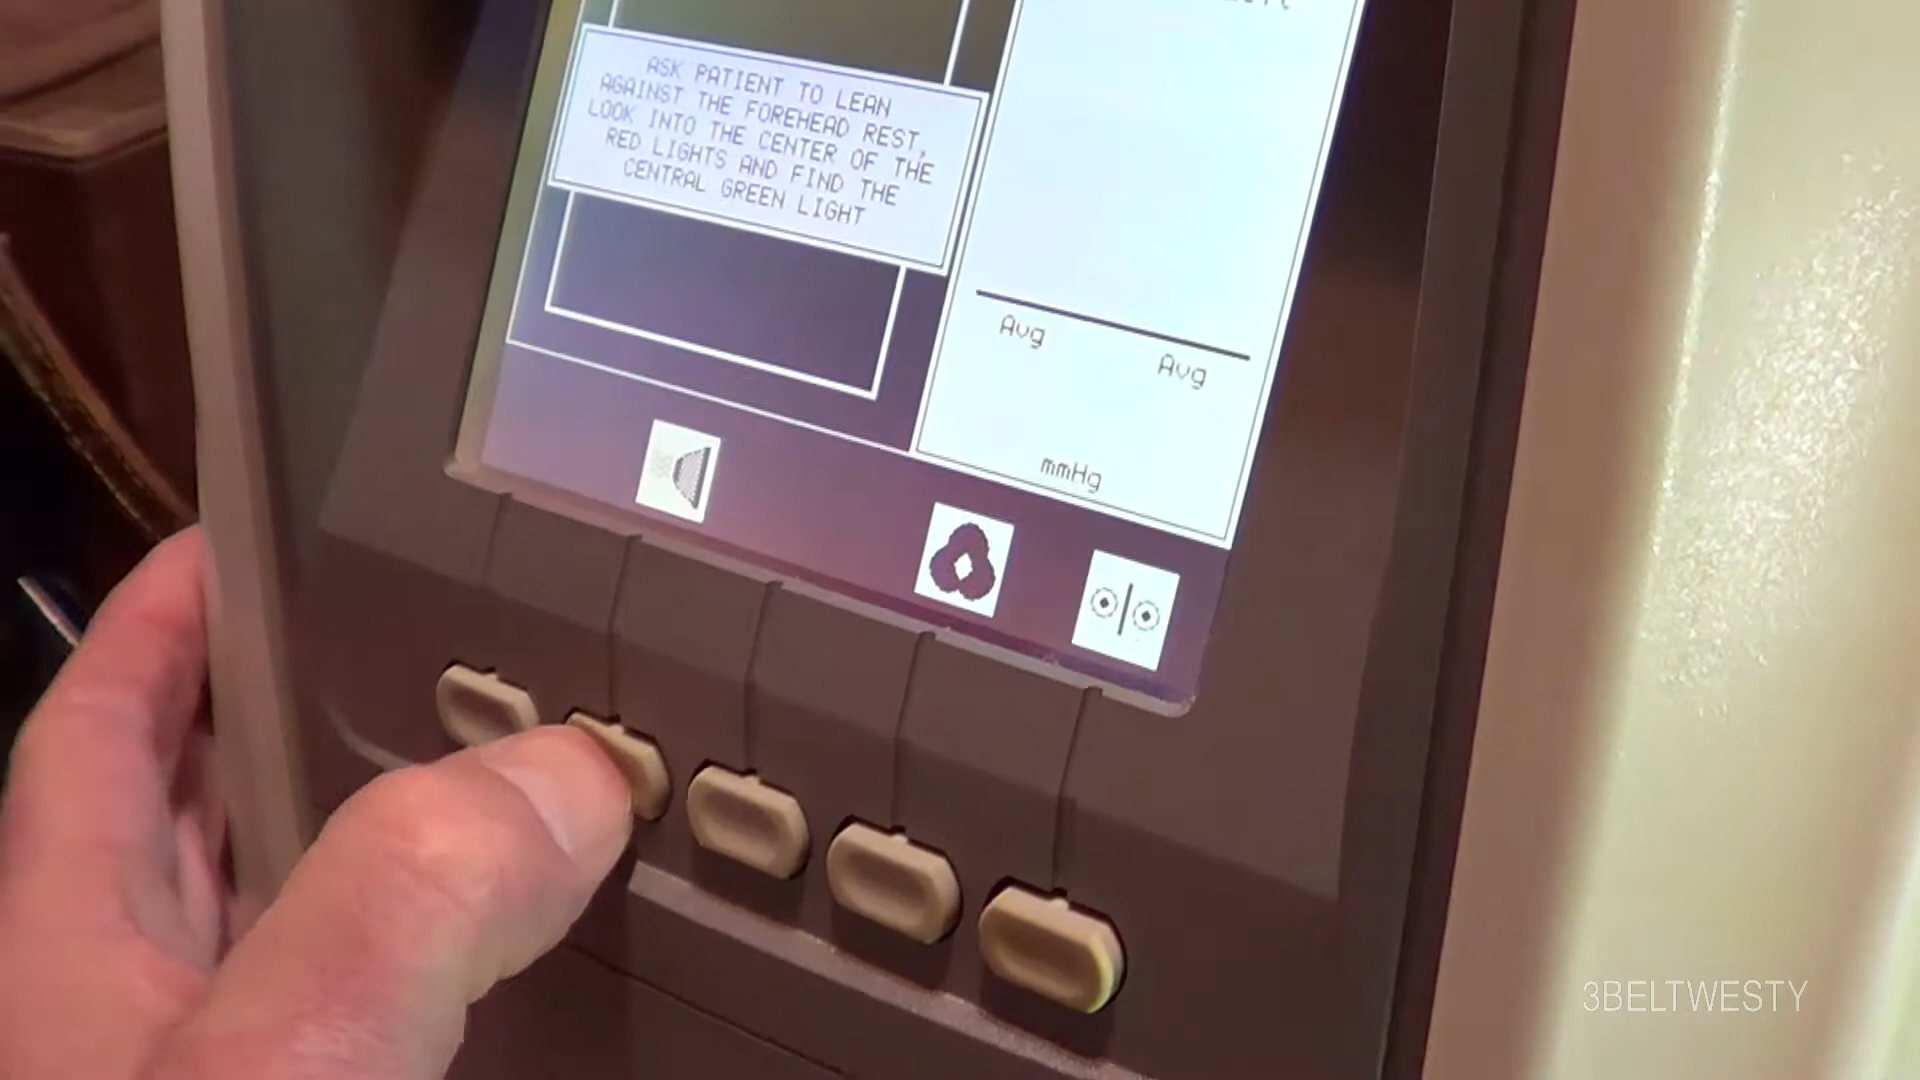 ASK PATIENT TO LEAN
AGAINST THE FOREHEAD REST,
LOOK INTO THE CENTER OF THE
RED LIGHTS AND FIND THE
CENTRAL GREEN LIGHT
Avg
Avg
mmHg
3BELTWESTY